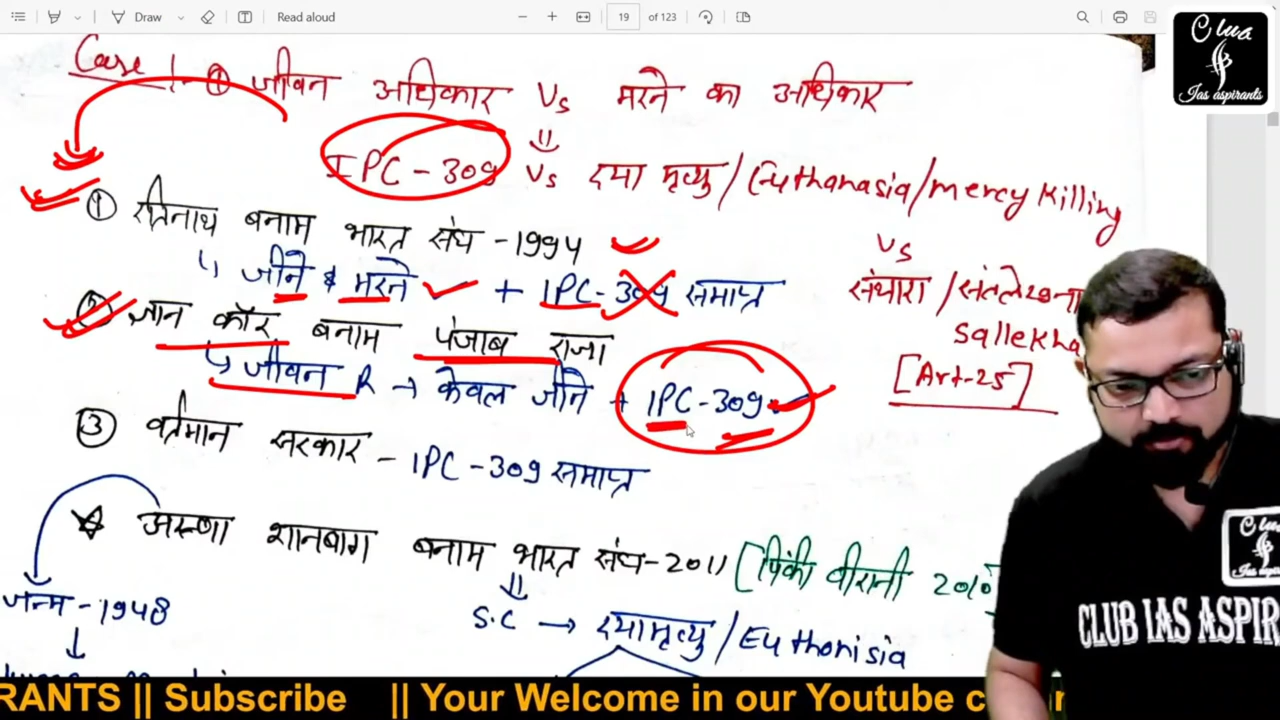 Draw
Read aloud
19 of 123
Clua
Ias aspirants
Case 1- ① जीवन अधिकार Vs मरने का अधिकार
IPC-309 Vs दया मृत्यु/Euthanasia/mercy Killing
① रतिनाथ बनाम भारत संघ -1994
जीने & मरने ✓ + IPC-309 समाप्त
Vs
संथारा /संलेखना
Sallekha
[Art-25]
② ज्ञान कौर बनाम पंजाब राजा
जीवन R → केवल जीने + IPC-309
③ वर्तमान सरकार - IPC-309 समाप्त
अरुणा शानबाग बनाम भारत संघ-2011 [पिंकी वीरानी 2010]
जन्म -1948
S.C → दयामृत्यु/Euthonisia
CLUB IAS ASPIR
RANTS || Subscribe || Your Welcome in our Youtube c